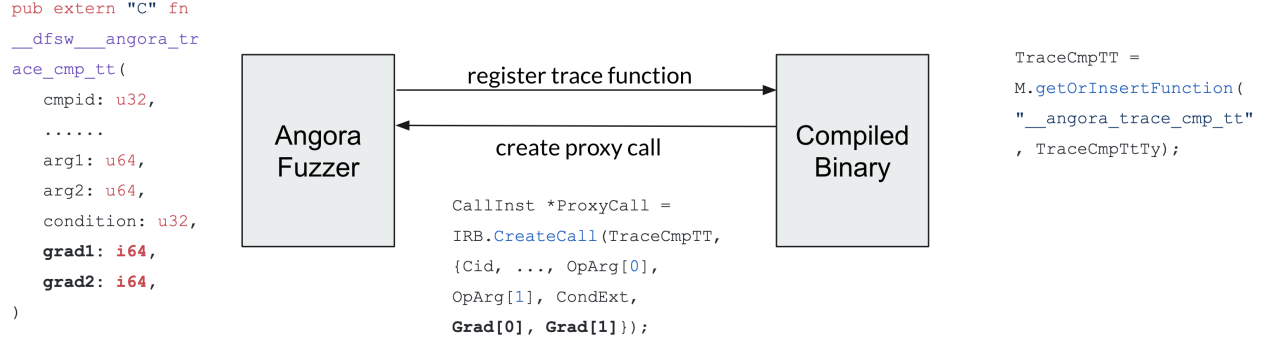 pub extern "C" fn
__dfsw___angora_tr
ace_cmp_tt(
cmpid: u32,
......
arg1: u64,
arg2: u64,
condition: u32,
grad1: i64,
grad2: i64,
)
Angora
Fuzzer
register trace function
create proxy call
CallInst *ProxyCall =
IRB.CreateCall(TraceCmpTT,
{Cid, ..., OpArg[0],
OpArg[1], CondExt,
Grad[0], Grad[1]});
Compiled
Binary
TraceCmpTT =
M.getOrInsertFunction(
"__angora_trace_cmp_tt"
, TraceCmpTtTy);